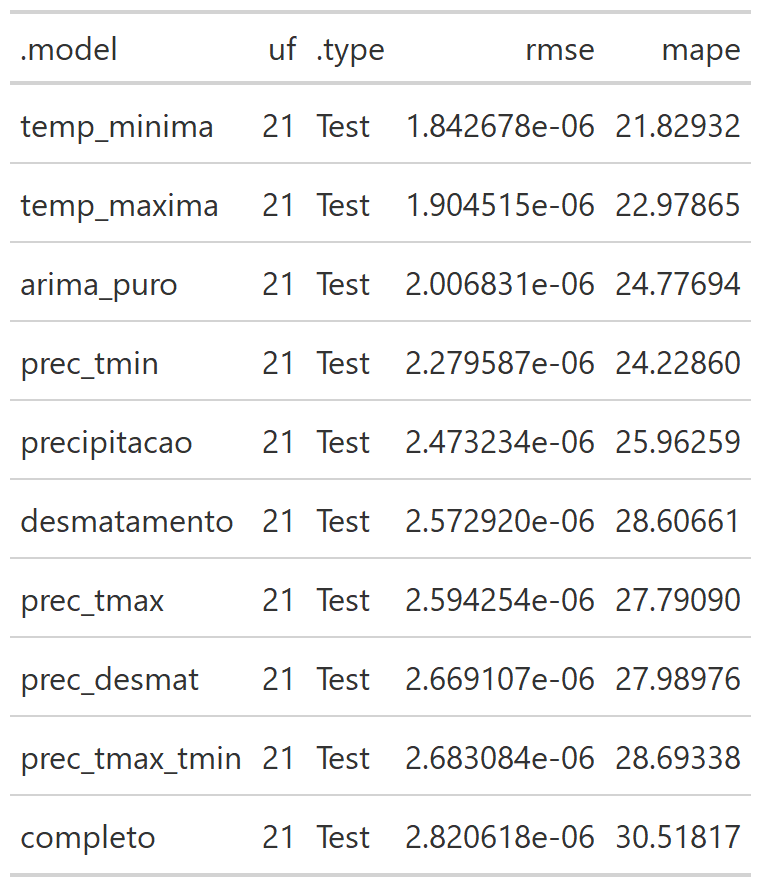 .model uf .type rmse mape
temp_minima 21 Test 1.842678e-06 21.82932
temp_maxima 21 Test 1.904515e-06 22.97865
arima_puro 21 Test 2.006831e-06 24.77694
prec_tmin 21 Test 2.279587e-06 24.22860
precipitacao 21 Test 2.473234e-06 25.96259
desmatamento 21 Test 2.572920e-06 28.60661
prec_tmax 21 Test 2.594254e-06 27.79090
prec_desmat 21 Test 2.669107e-06 27.98976
prec_tmax_tmin 21 Test 2.683084e-06 28.69338
completo 21 Test 2.820618e-06 30.51817